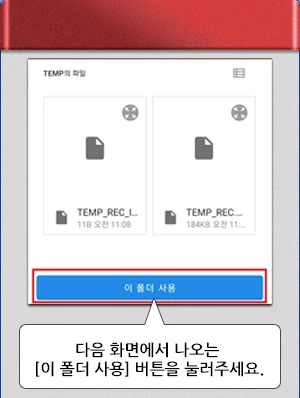 TEMP의 파일
TEMP_REC_I...
11B 오전 11:08
TEMP_REC....
184KB 오전 11:...
이 폴더 사용
다음 화면에서 나오는
[이 폴더 사용] 버튼을 눌러주세요.